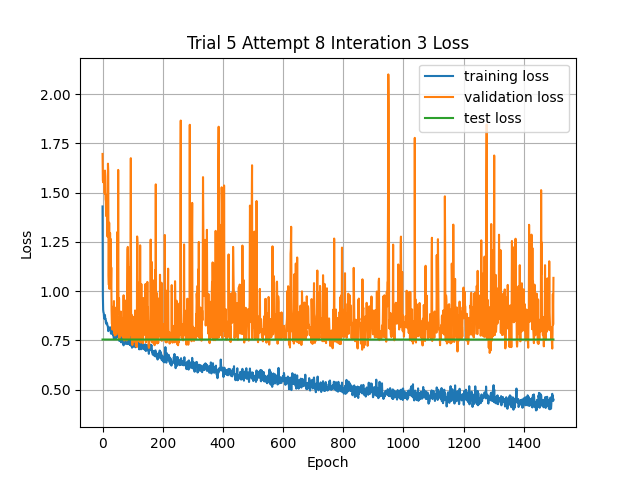 Trial 5 Attempt 8 Interation 3 Loss
training loss
validation loss
test loss
2.00
1.75
1.50
1.25
1.00
0.75
0.50
Loss
0 200 400 600 800 1000 1200 1400
Epoch